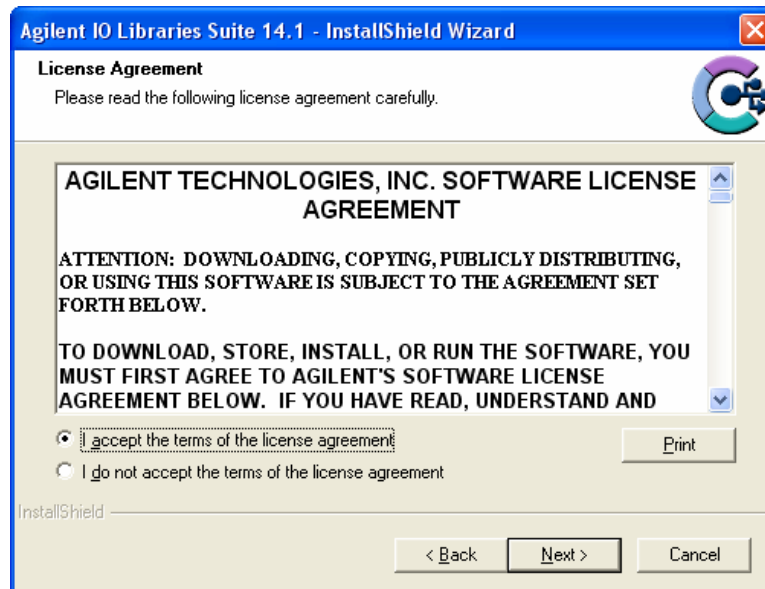 Agilent IO Libraries Suite 14.1 - InstallShield Wizard
License Agreement
Please read the following license agreement carefully.
AGILENT TECHNOLOGIES, INC. SOFTWARE LICENSE
AGREEMENT
ATTENTION: DOWNLOADING, COPYING, PUBLICLY DISTRIBUTING,
OR USING THIS SOFTWARE IS SUBJECT TO THE AGREEMENT SET
FORTH BELOW.
TO DOWNLOAD, STORE, INSTALL, OR RUN THE SOFTWARE, YOU
MUST FIRST AGREE TO AGILENT'S SOFTWARE LICENSE
AGREEMENT BELOW. IF YOU HAVE READ, UNDERSTAND AND
I accept the terms of the license agreement
Print
I do not accept the terms of the license agreement
InstallShield
< Back
Next >
Cancel